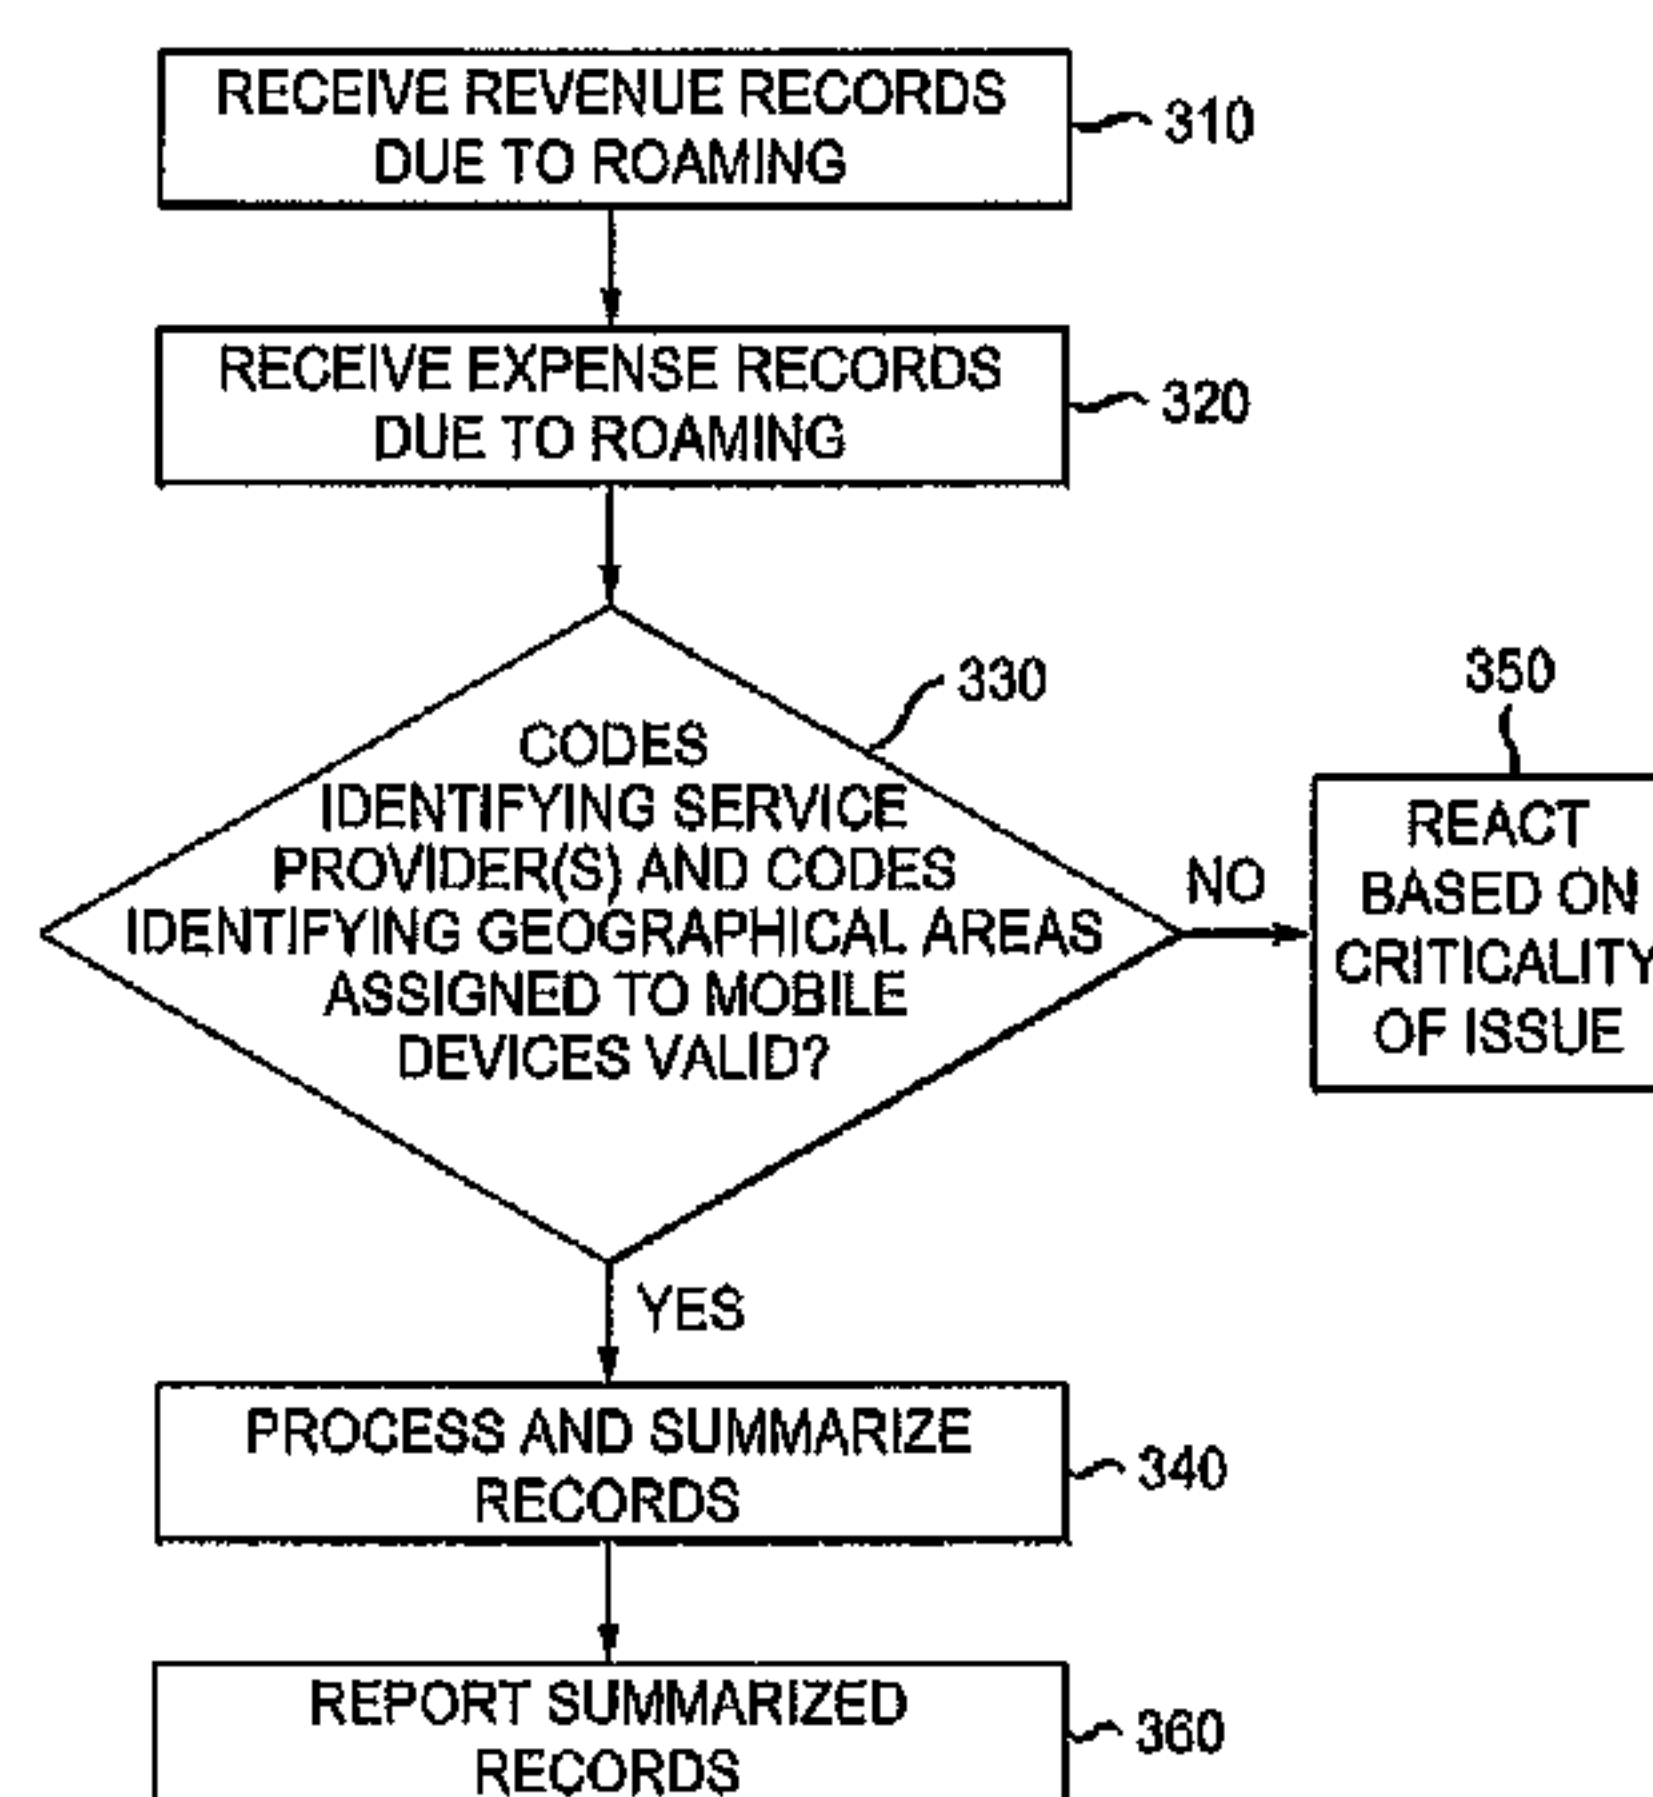 RECEIVE REVENUE RECORDS
DUE TO ROAMING
310
RECEIVE EXPENSE RECORDS
DUE TO ROAMING
320
330
CODES
IDENTIFYING SERVICE
PROVIDER(S) AND CODES
IDENTIFYING GEOGRAPHICAL AREAS
ASSIGNED TO MOBILE
DEVICES VALID?
NO
350
REACT
BASED ON
CRITICALITY
OF ISSUE
YES
PROCESS AND SUMMARIZE
RECORDS
340
REPORT SUMMARIZED
RECORDS
360